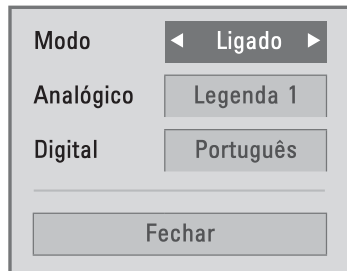 Modo ◀ Ligado ▶
Analógico Legenda 1
Digital Português
Fechar